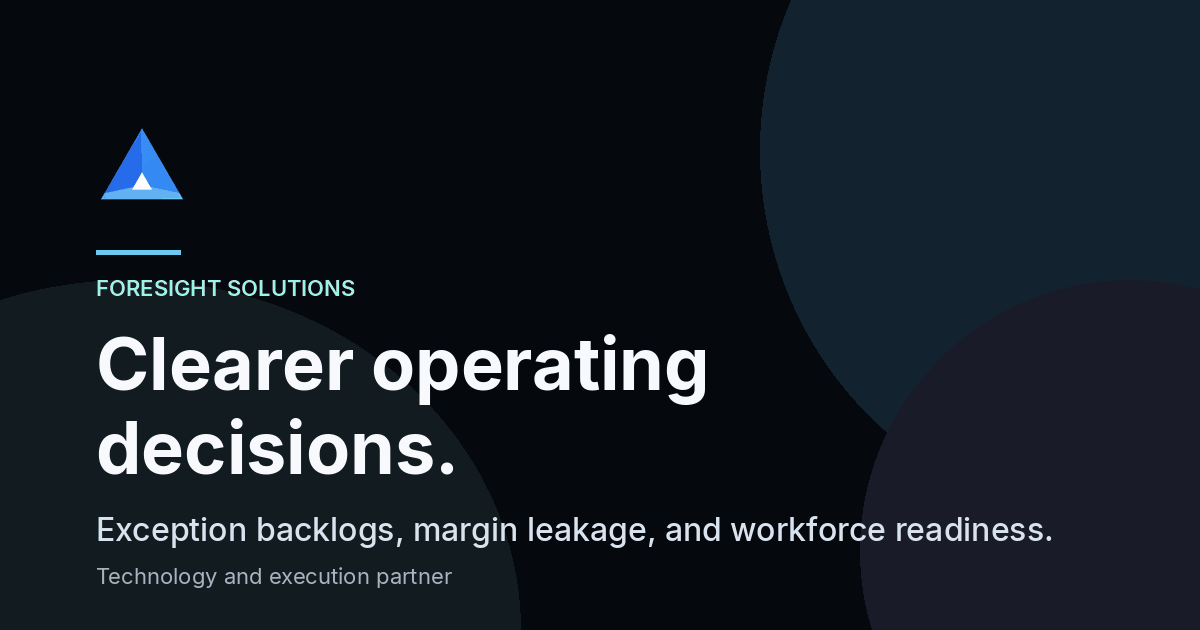 FORESIGHT SOLUTIONS
Clearer operating
decisions.
Exception backlogs, margin leakage, and workforce readiness.
Technology and execution partner